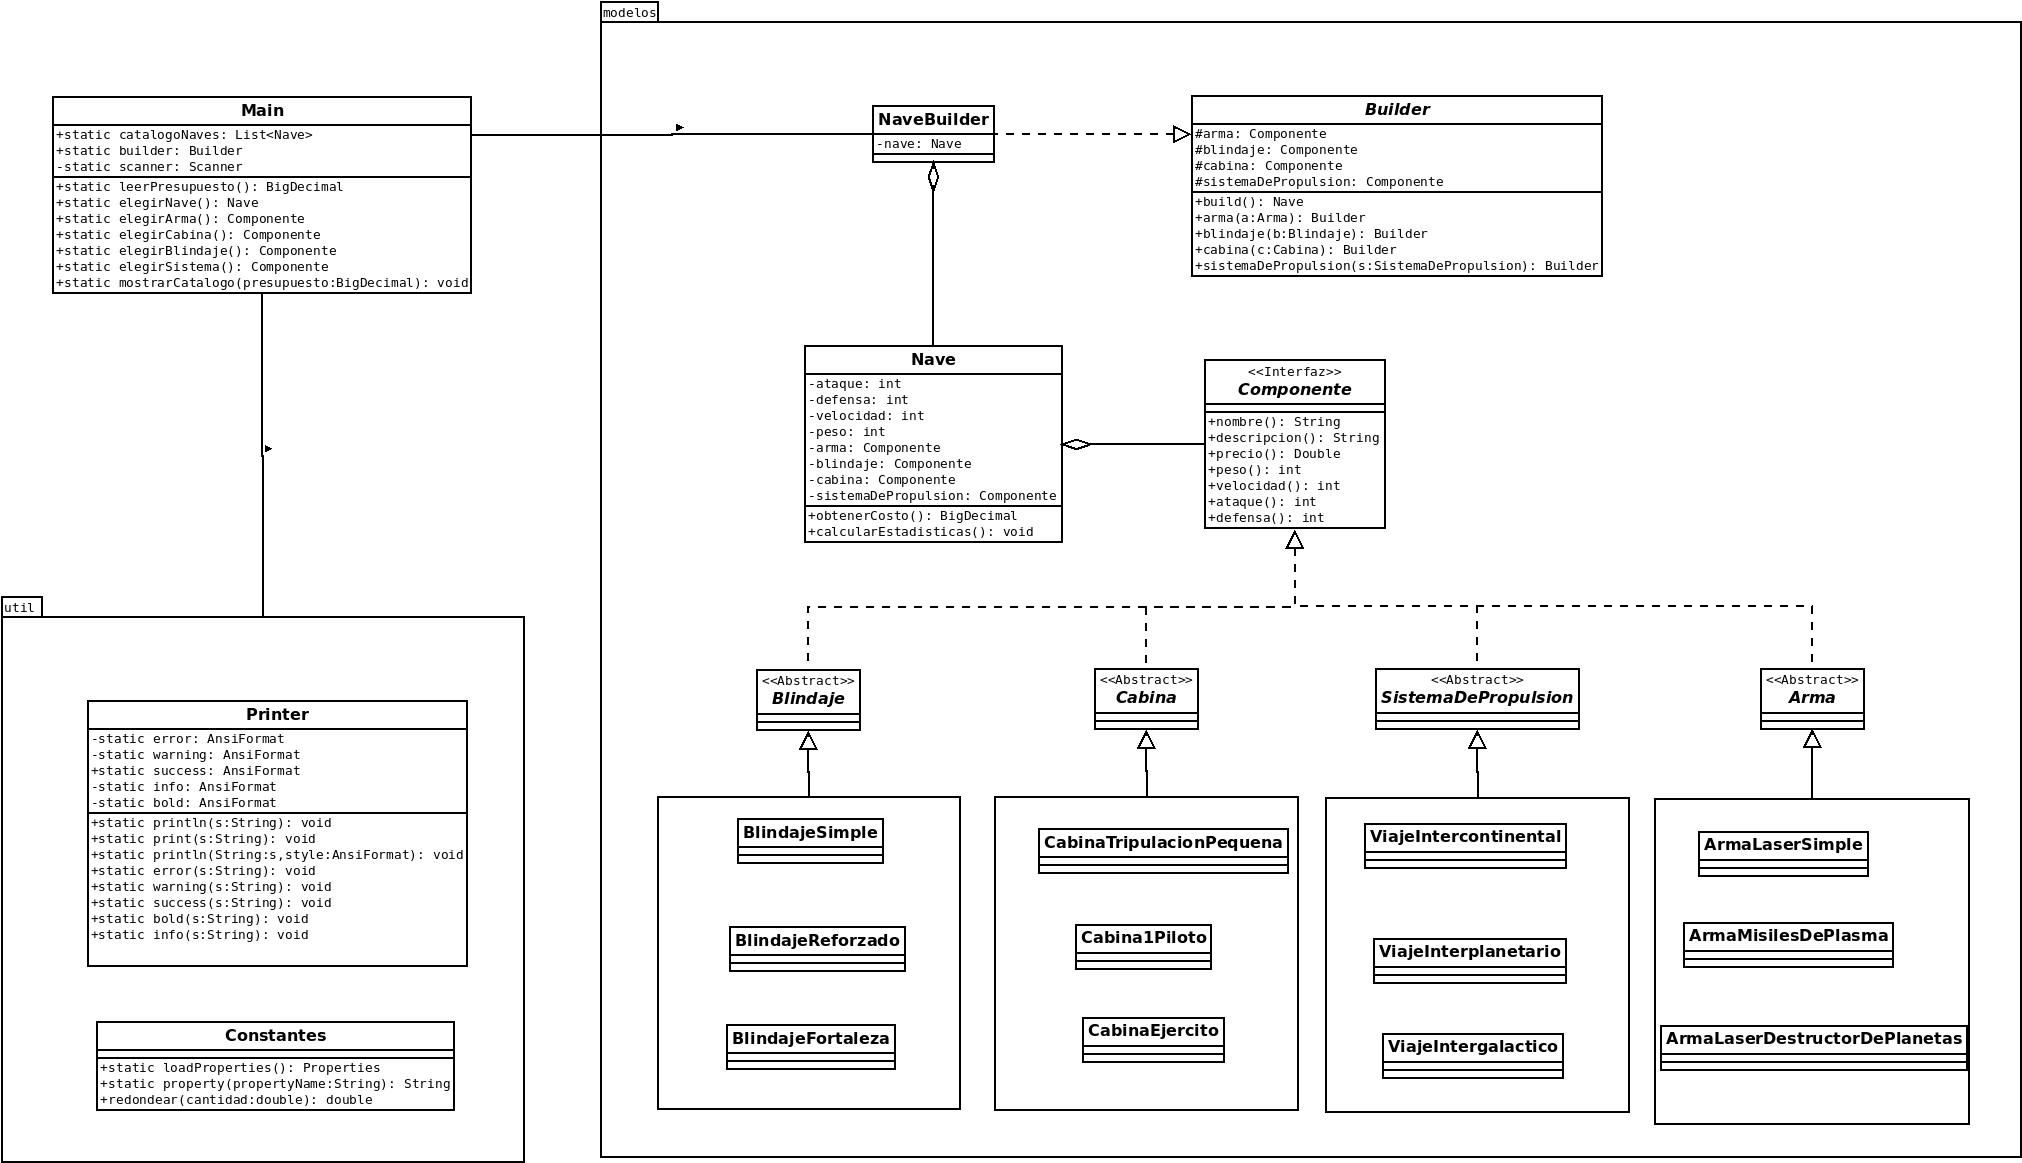 modelos
Main
+static catalogoNaves: List<Nave>
+static builder: Builder
-static scanner: Scanner
+static leerPresupuesto(): BigDecimal
+static elegirNave(): Nave
+static elegirArma(): Componente
+static elegirCabina(): Componente
+static elegirBlindaje(): Componente
+static elegirSistema(): Componente
+static mostrarCatalogo(presupuesto:BigDecimal): void
NaveBuilder
-nave: Nave
Builder
#arma: Componente
#blindaje: Componente
#cabina: Componente
#sistemaDePropulsion: Componente
+build(): Nave
+arma(a:Arma): Builder
+blindaje(b:Blindaje): Builder
+cabina(c:Cabina): Builder
+sistemaDePropulsion(s:SistemaDePropulsion): Builder
Nave
-ataque: int
-defensa: int
-velocidad: int
-peso: int
-arma: Componente
-blindaje: Componente
-cabina: Componente
-sistemaDePropulsion: Componente
+obtenerCosto(): BigDecimal
+calcularEstadisticas(): void
<<Interfaz>>
Componente
+nombre(): String
+descripcion(): String
+precio(): Double
+peso(): int
+velocidad(): int
+ataque(): int
+defensa(): int
util
Printer
-static error: AnsiFormat
-static warning: AnsiFormat
+static success: AnsiFormat
-static info: AnsiFormat
-static bold: AnsiFormat
+static println(s:String): void
+static print(s:String): void
+static println(String:s,style:AnsiFormat): void
+static error(s:String): void
+static warning(s:String): void
+static success(s:String): void
+static bold(s:String): void
+static info(s:String): void
Constantes
+static loadProperties(): Properties
+static property(propertyName:String): String
+redondear(cantidad:double): double
<<Abstract>>
Blindaje
<<Abstract>>
Cabina
<<Abstract>>
SistemaDePropulsion
<<Abstract>>
Arma
BlindajeSimple
BlindajeReforzado
BlindajeFortaleza
CabinaTripulacionPequena
Cabina1Piloto
CabinaEjercito
ViajeIntercontinental
ViajeInterplanetario
ViajeIntergalactico
ArmaLaserSimple
ArmaMisilesDePlasma
ArmaLaserDestructorDePlanetas